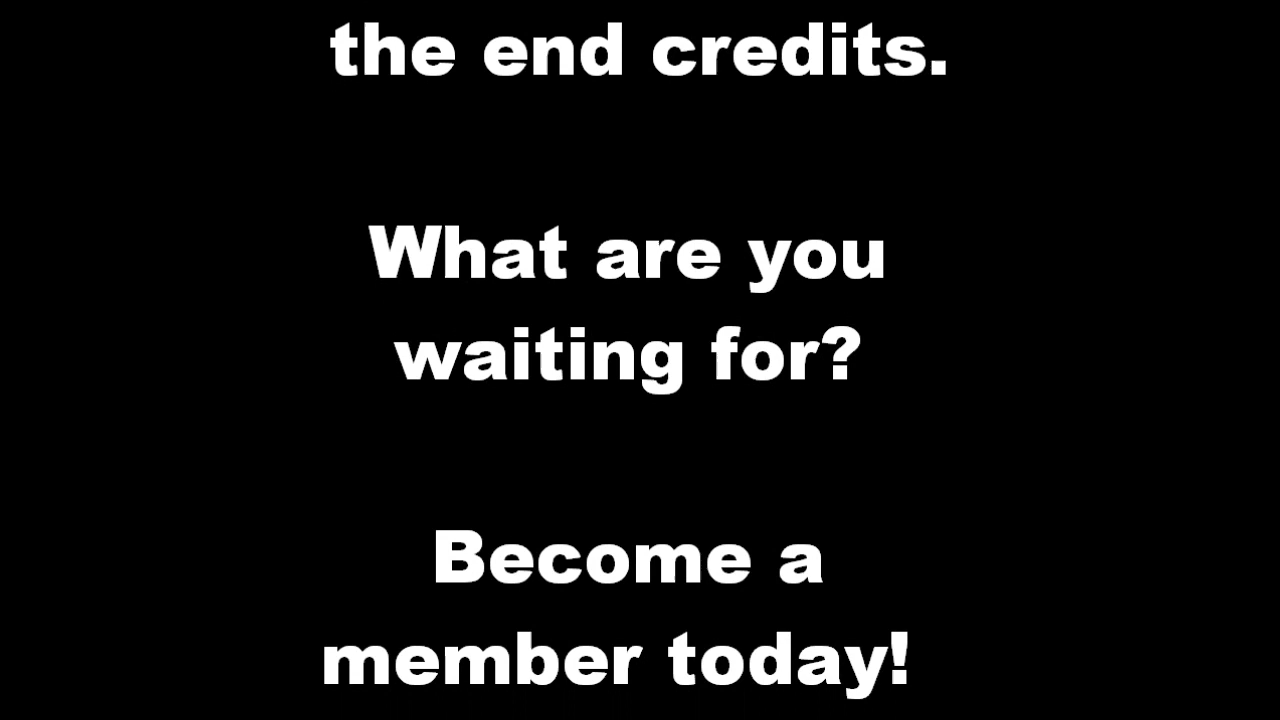 the end credits.
What are you
waiting for?
Become a
member today!